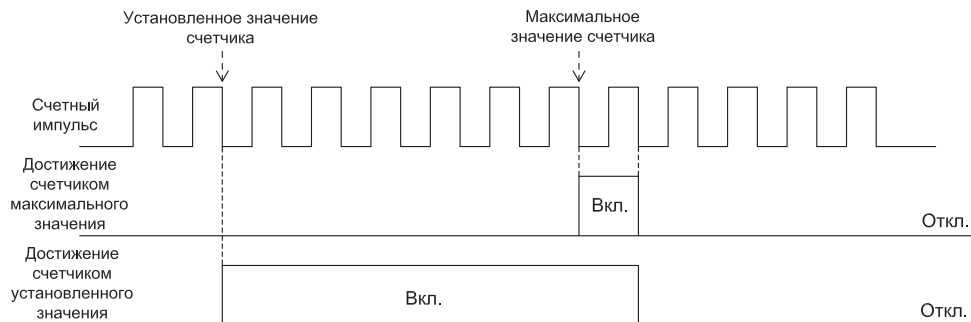 Установленное значение
счетчика
Максимальное
значение счетчика
Счетный
импульс
Достижение
счетчиком
максимального
значения
Вкл.
Откл.
Достижение
счетчиком
установленного
значения
Вкл.
Откл.